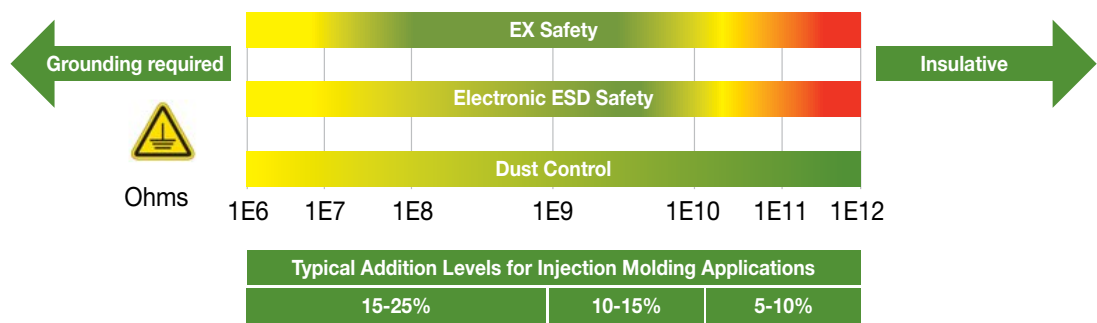 EX Safety
Grounding required
Insulative
Electronic ESD Safety
Dust Control
Ohms
1E6 1E7 1E8 1E9 1E10 1E11 1E12
Typical Addition Levels for Injection Molding Applications
15-25% 10-15% 5-10%